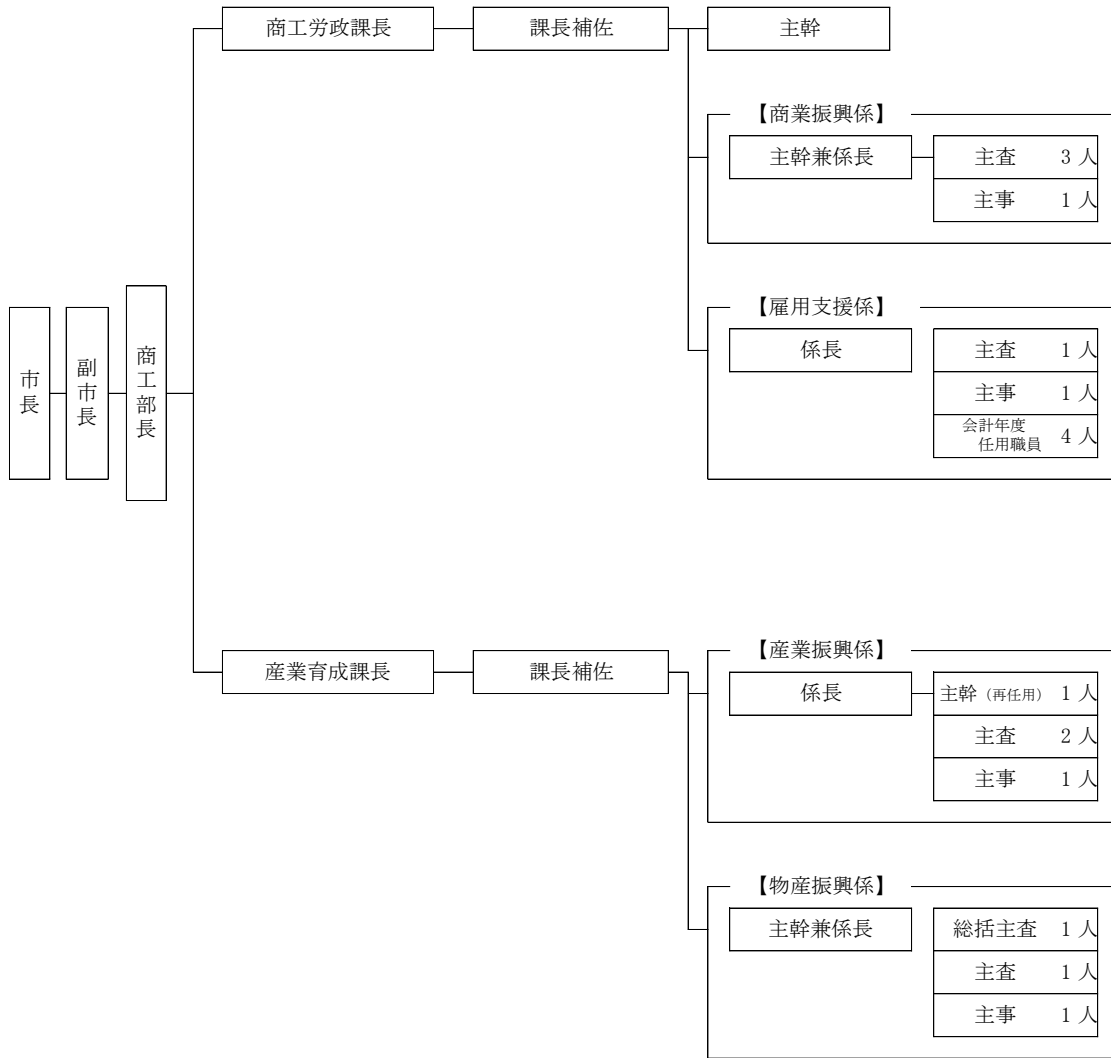 市長
副市長
商工部長
商工労政課長
課長補佐
主幹
【商業振興係】
主幹兼係長
主査 3 人
主事 1 人
【雇用支援係】
係長
主査 1 人
主事 1 人
会計年度
任用職員 4 人
産業育成課長
課長補佐
【産業振興係】
係長
主幹（再任用） 1 人
主査 2 人
主事 1 人
【物産振興係】
主幹兼係長
総括主査 1 人
主査 1 人
主事 1 人